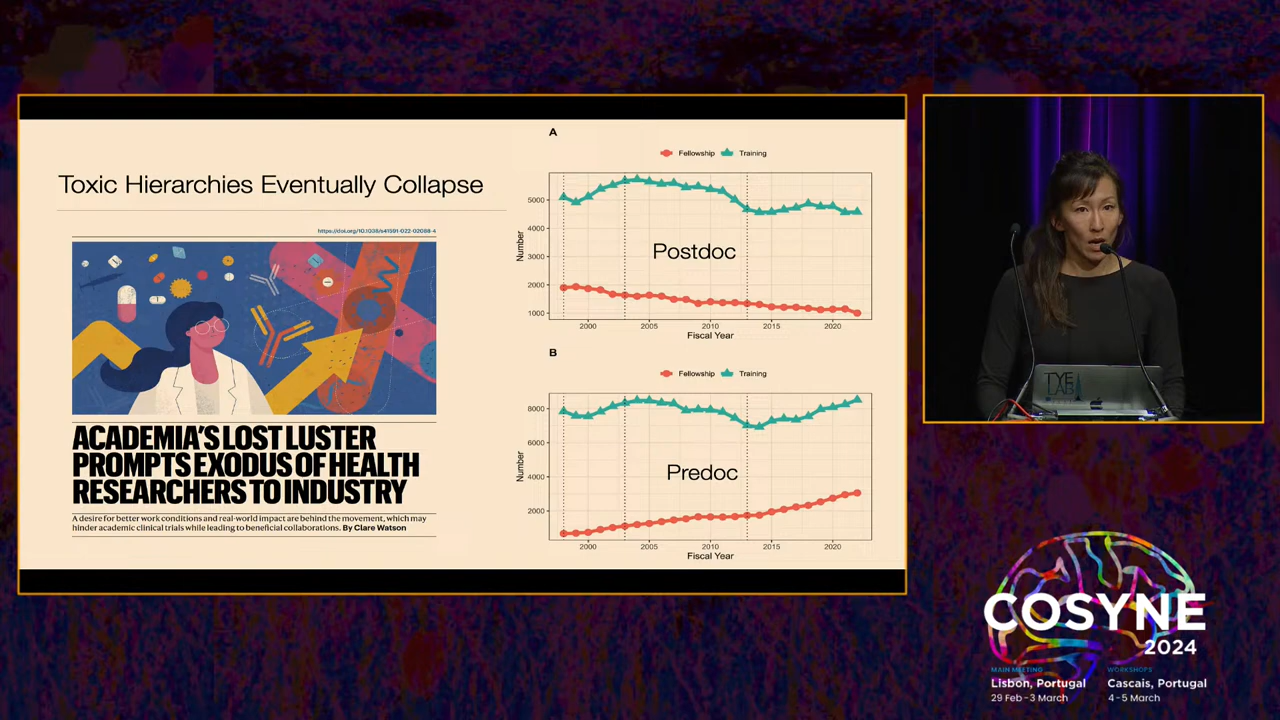 Toxic Hierarchies Eventually Collapse
https://doi.org/10.1038/s41591-022-02088-4
ACADEMIA'S LOST LUSTER
PROMPTS EXODUS OF HEALTH
RESEARCHERS TO INDUSTRY
A desire for better work conditions and real-world impact are behind the movement, which may
hinder academic clinical trials while leading to beneficial collaborations. By Clare Watson
A
Fellowship Training
Number
5000
4000
3000
2000
1000
Postdoc
2000 2005 2010 2015 2020
Fiscal Year
B
Fellowship Training
Number
8000
6000
4000
2000
Predoc
2000 2005 2010 2015 2020
Fiscal Year
TYE
LAB
COSYNE
2024
MAIN MEETING
Lisbon, Portugal
29 Feb - 3 March
WORKSHOPS
Cascais, Portugal
4 - 5 March